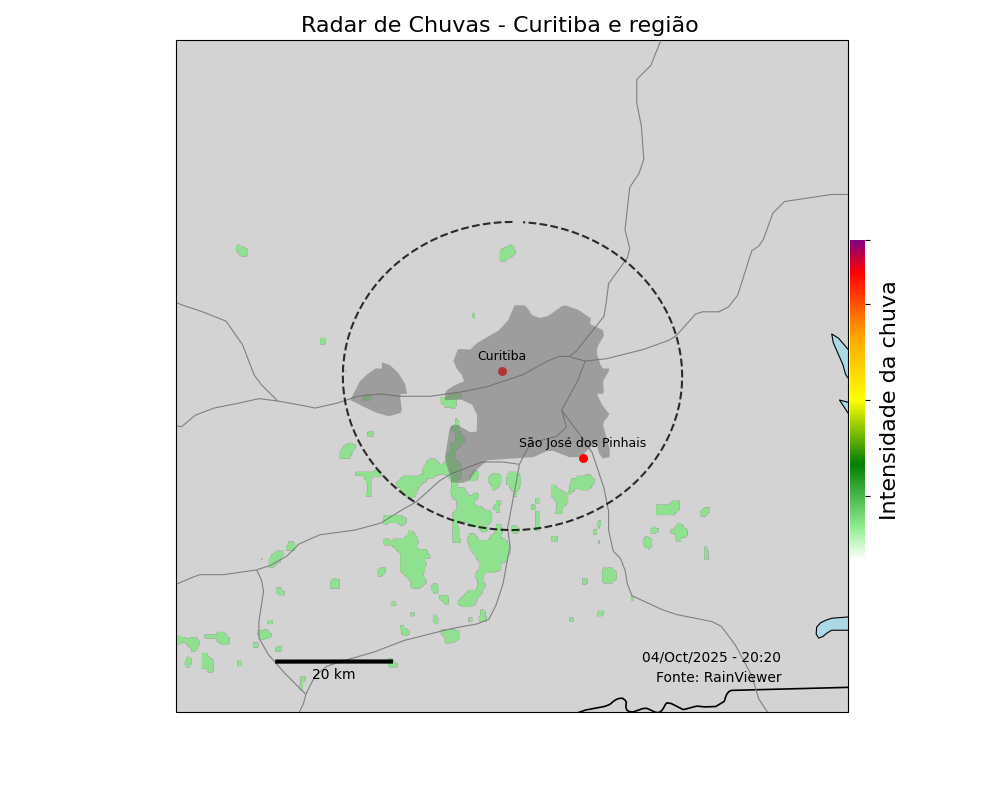 Radar de Chuvas - Curitiba e região
Curitiba
São José dos Pinhais
Intensidade da chuva
04/Oct/2025 - 20:20
20 km
Fonte: RainViewer